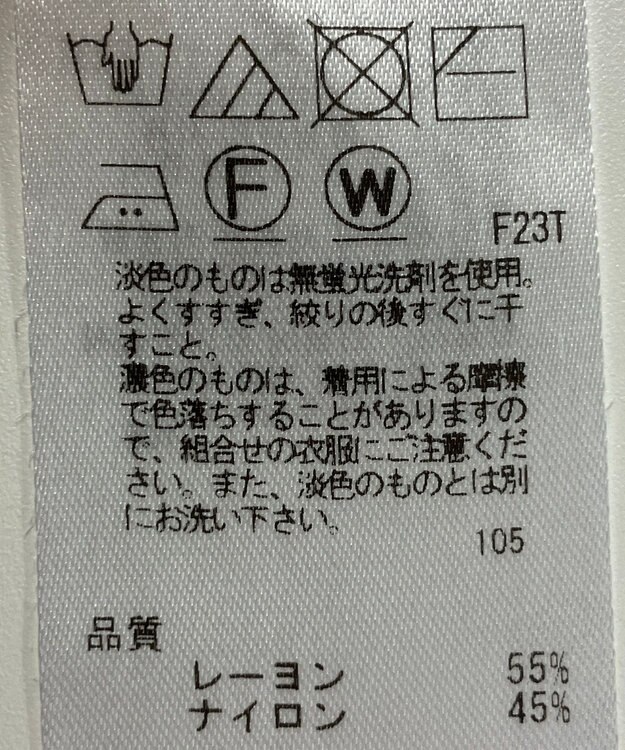 F
W
F23T
淡色のものは無蛍光洗剤を使用。
よくすすぎ、絞りの後すぐに干
すこと。
濃色のものは、着用による摩擦
で色落ちすることがありますの
で、組合せの衣服にご注意くだ
さい。また、淡色のものとは別
にお洗い下さい。
105
品質
レーヨン 55%
ナイロン 45%